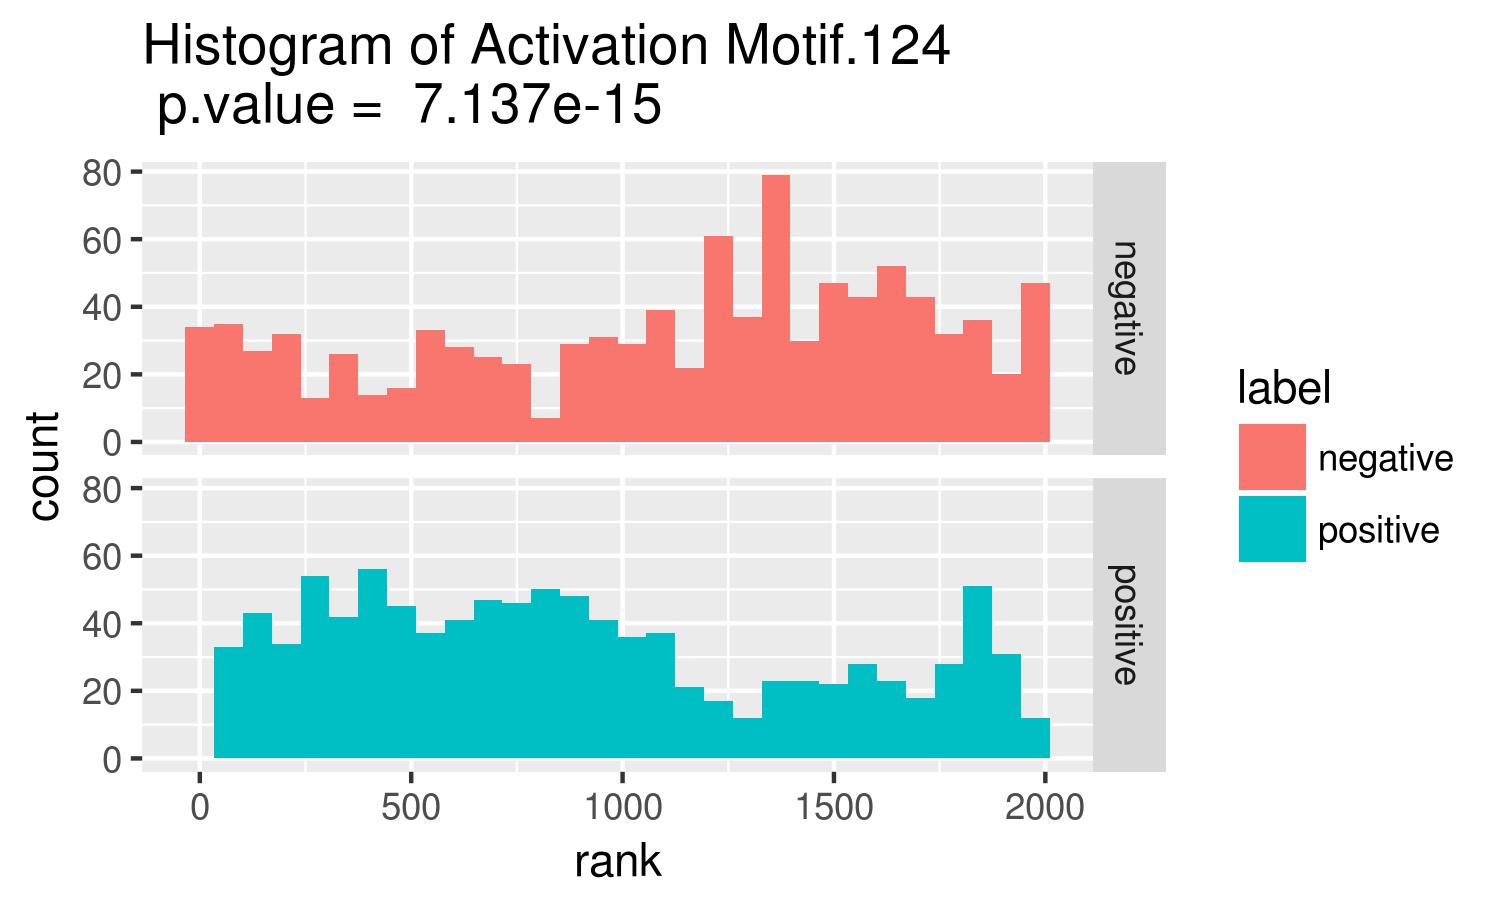 Histogram of Activation Motif.124
p.value = 7.137e-15
count
80
60
40
20
0
negative
80
60
40
20
0
positive
0 500 1000 1500 2000
rank
label
negative
positive